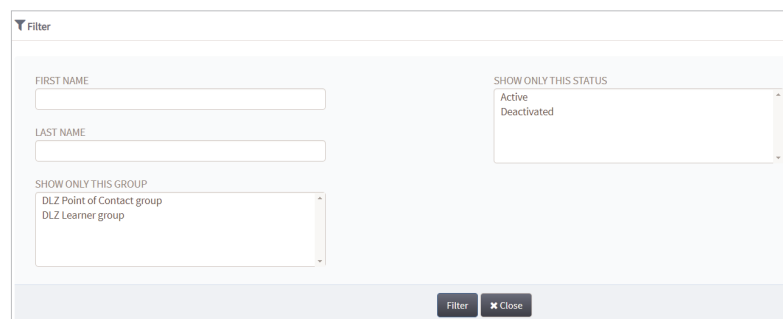 Filter
FIRST NAME
LAST NAME
SHOW ONLY THIS GROUP
DLZ Point of Contact group
DLZ Learner group
SHOW ONLY THIS STATUS
Active
Deactivated
Filter
✖ Close